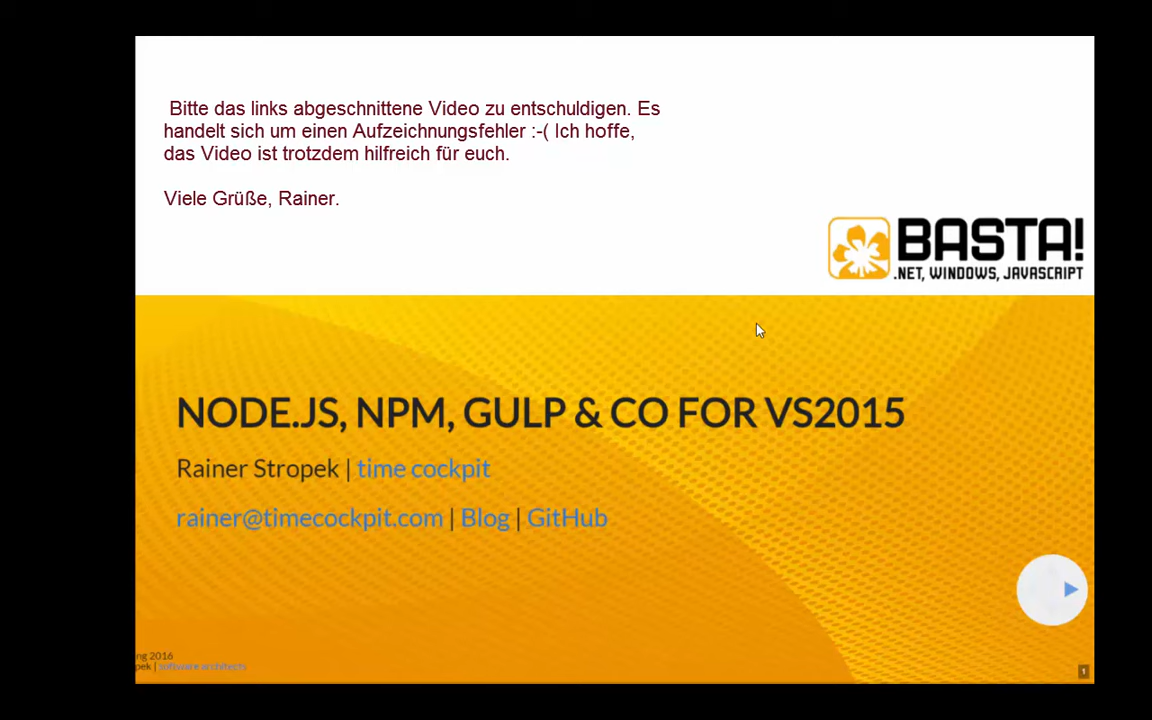 Bitte das links abgeschnittene Video zu entschuldigen. Es
handelt sich um einen Aufzeichnungsfehler :-( Ich hoffe,
das Video ist trotzdem hilfreich für euch.
Viele Grüße, Rainer.
BASTA!
.NET, WINDOWS, JAVASCRIPT
NODE.JS, NPM, GULP & CO FOR VS2015
Rainer Stropek | time cockpit
rainer@timecockpit.com | Blog | GitHub
ng 2016
pek | software architects
1